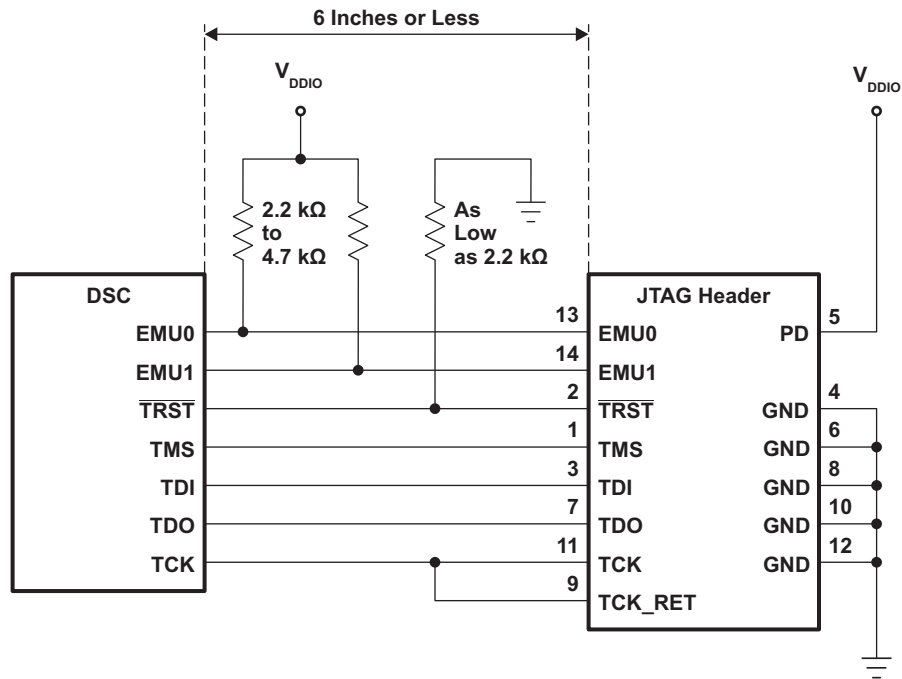 6 Inches or Less
VDDIO
VDDIO
2.2 kΩ
to
4.7 kΩ
As
Low
as 2.2 kΩ
DSC
JTAG Header
EMU0
13
EMU0
PD
5
EMU1
14
EMU1
TRST
2
TRST
GND
4
TMS
1
TMS
GND
6
TDI
3
TDI
GND
8
TDO
7
TDO
GND
10
TCK
11
TCK
GND
12
9
TCK_RET